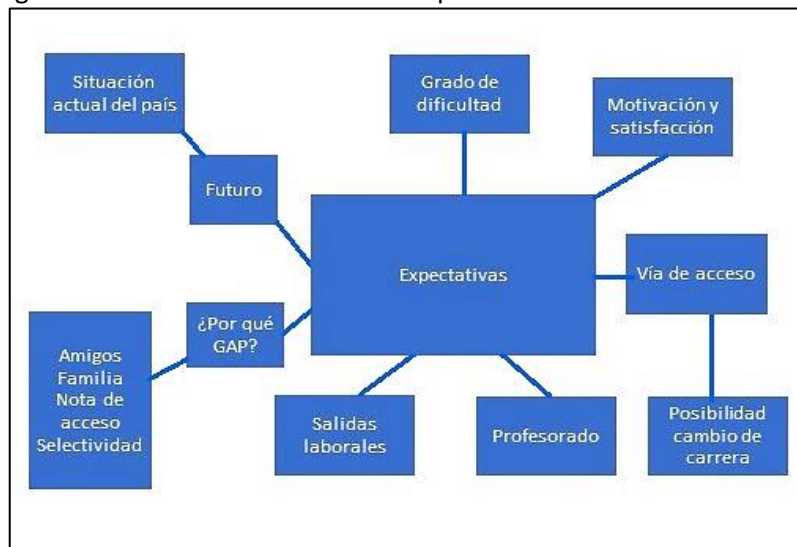 Situación
actual del país
Grado de
dificultad
Motivación y
satisfacción
Futuro
Expectativas
Vía de acceso
¿Por qué
GAP?
Amigos
Familia
Nota de
acceso
Selectividad
Salidas
laborales
Profesorado
Posibilidad
cambio de
carrera